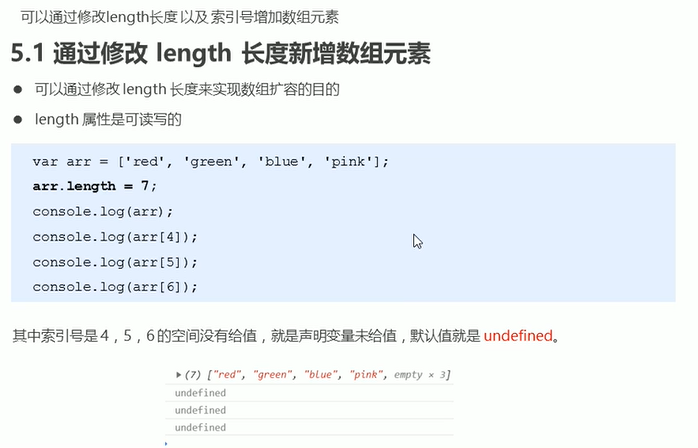 可以通过修改length长度以及索引号增加数组元素
5.1 通过修改 length 长度新增数组元素
● 可以通过修改 length 长度来实现数组扩容的目的
● length 属性是可读写的
var arr = ['red', 'green', 'blue', 'pink'];
arr.length = 7;
console.log(arr);
console.log(arr[4]);
console.log(arr[5]);
console.log(arr[6]);
其中索引号是 4，5，6 的空间没有给值，就是声明变量未给值，默认值就是 undefined。
▶ (7) ["red", "green", "blue", "pink", empty × 3]
undefined
undefined
undefined